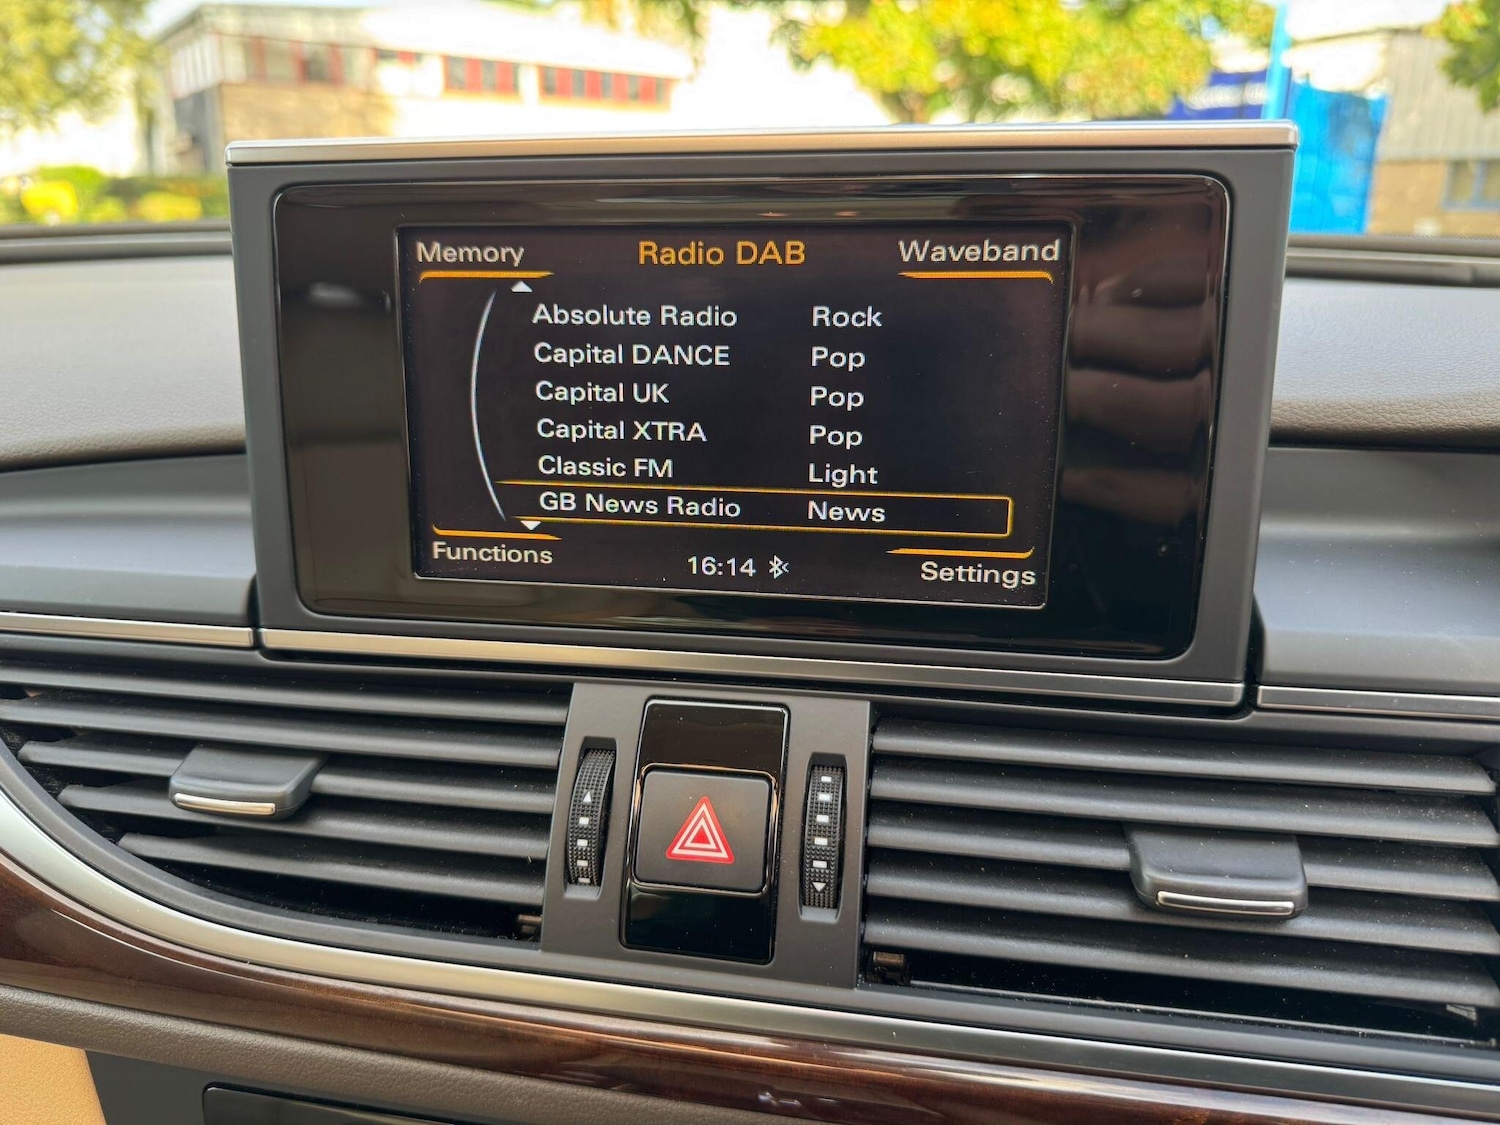 Memory Radio DAB Waveband
Absolute Radio Rock
Capital DANCE Pop
Capital UK Pop
Capital XTRA Pop
Classic FM Light
GB News Radio News
Functions 16:14 Settings